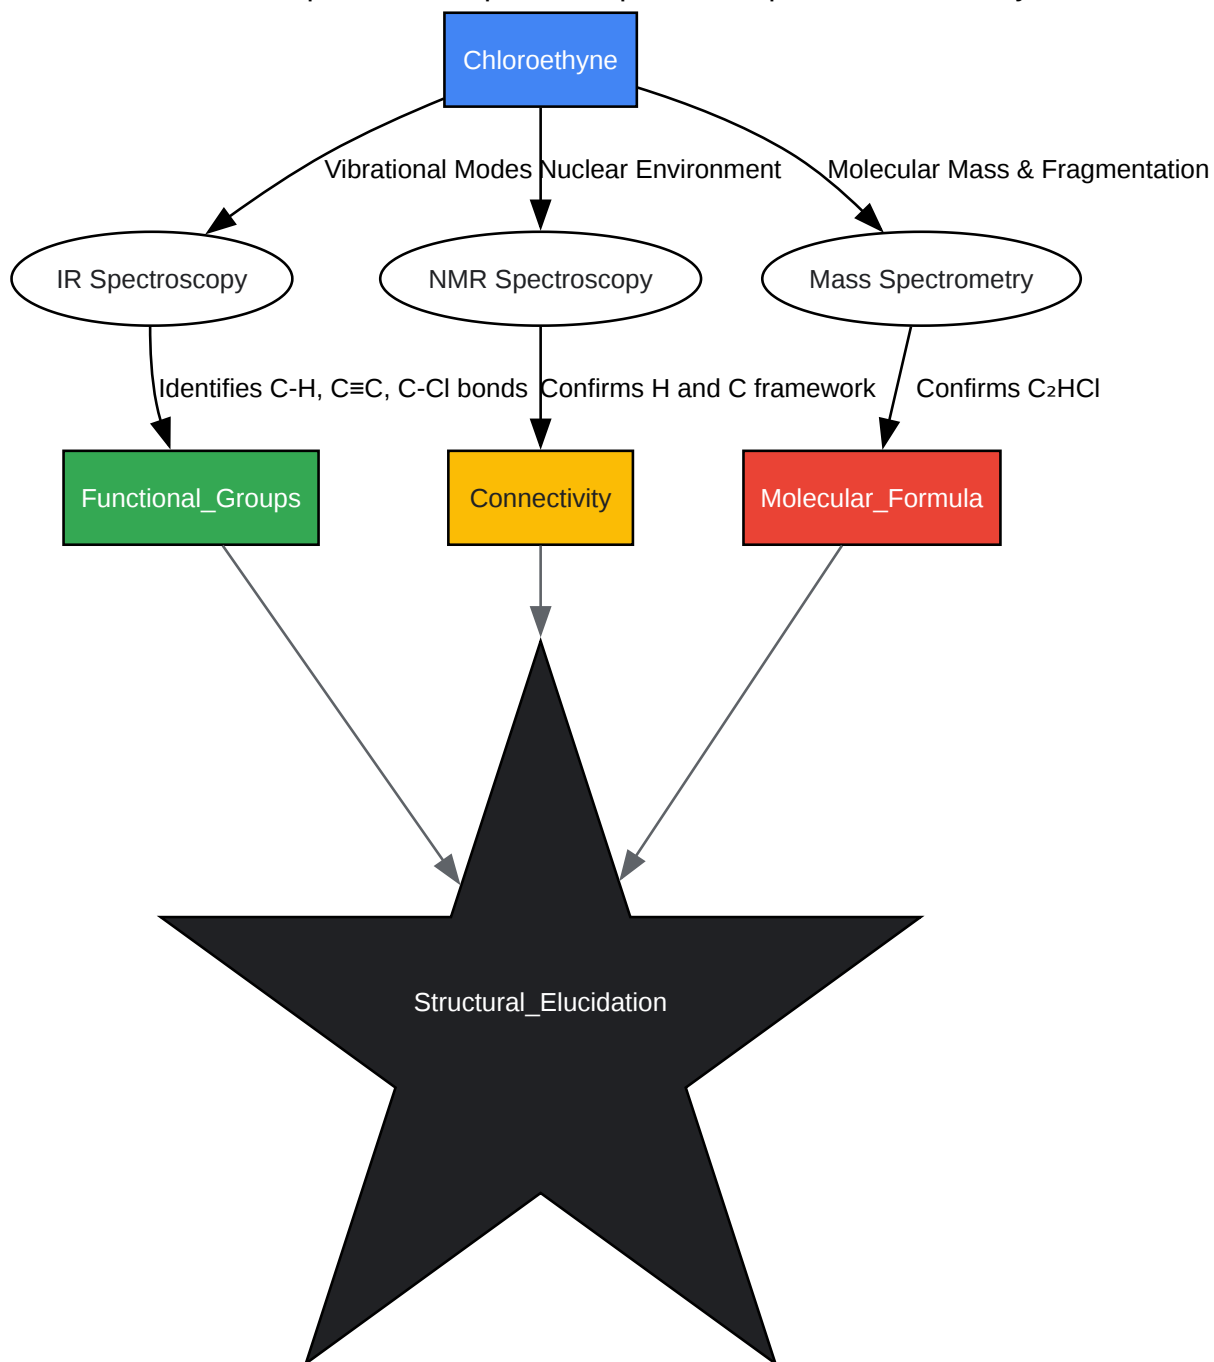 Chloroethyne
Vibrational Modes
Nuclear Environment
Molecular Mass & Fragmentation
IR Spectroscopy
NMR Spectroscopy
Mass Spectrometry
Identifies C-H, C≡C, C-Cl bonds
Confirms H and C framework
Confirms C₂HCl
Functional_Groups
Connectivity
Molecular_Formula
Structural_Elucidation